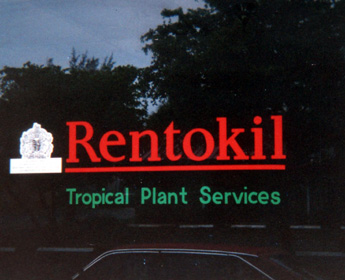 Rentokil
Tropical Plant Services